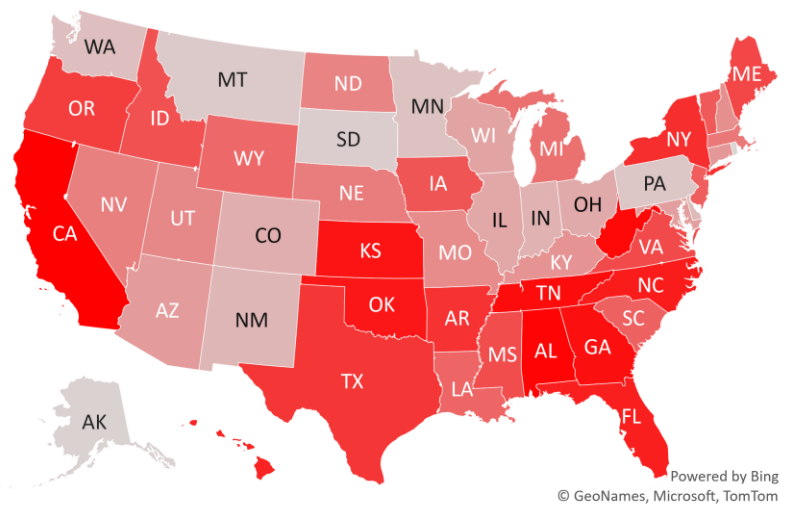 WA
MT
ND
MN
ME
OR
ID
SD
WI
MI
NY
WY
IA
PA
NE
NV
UT
CO
IL
IN
OH
CA
KS
MO
KY
VA
AZ
NM
OK
AR
TN
NC
SC
TX
LA
MS
AL
GA
FL
AK
Powered by Bing
© GeoNames, Microsoft, TomTom